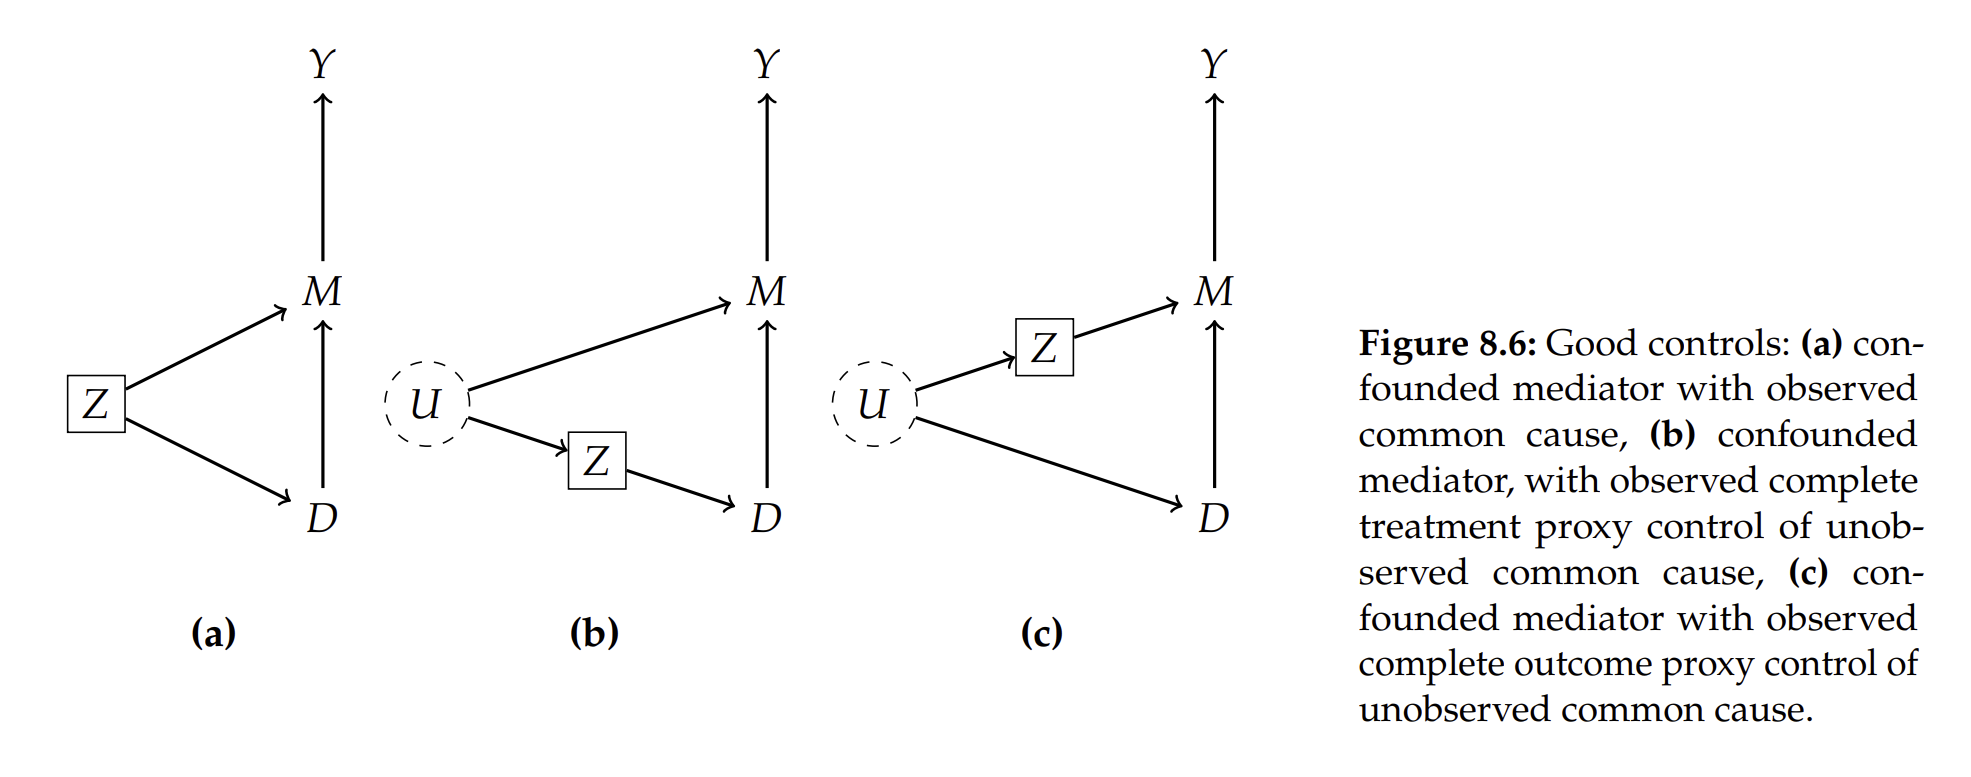 Y
M
Z
D
(a)
Y
M
U
Z
D
(b)
Y
M
Z
U
D
(c)
Figure 8.6: Good controls: (a) con-
founded mediator with observed
common cause, (b) confounded
mediator, with observed complete
treatment proxy control of unob-
served common cause, (c) con-
founded mediator with observed
complete outcome proxy control of
unobserved common cause.